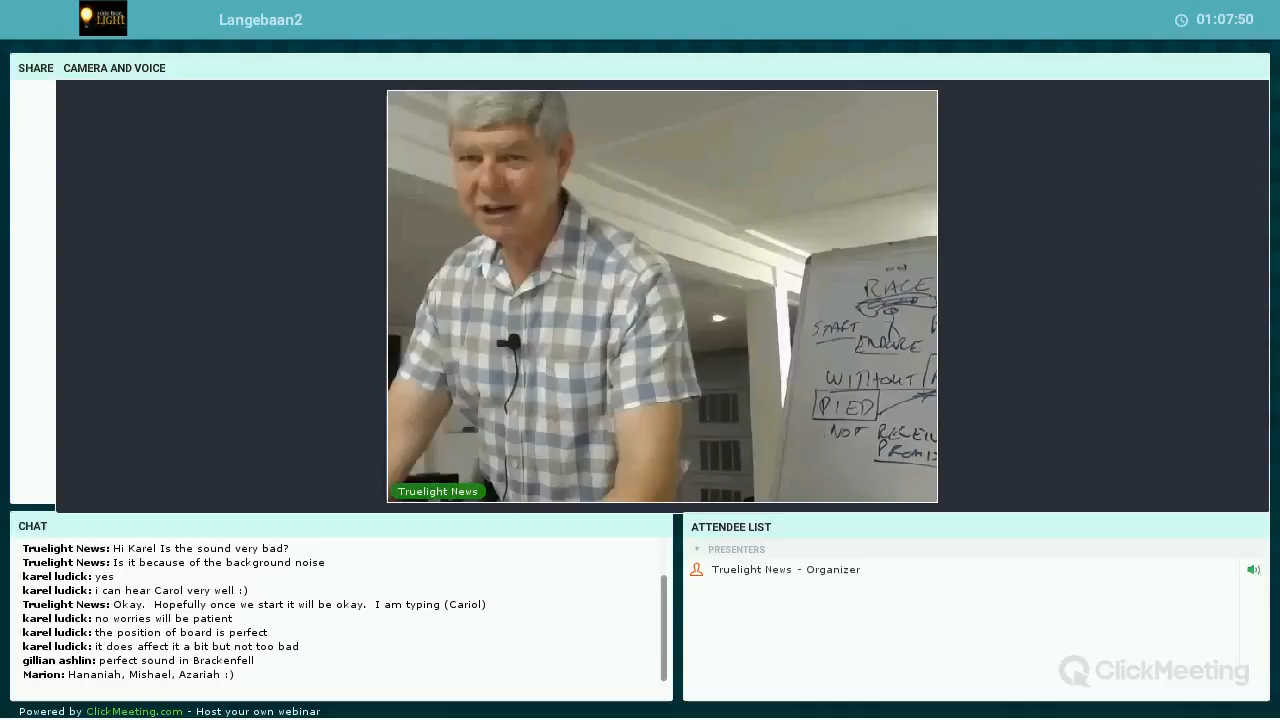 LIGHT
Langebaan2
01:07:50
SHARE CAMERA AND VOICE
RACE
START
ENDURE
WITHOUT
PIED
NOT
Truelight News
CHAT
Truelight News: Hi Karel Is the sound very bad?
Truelight News: Is it because of the background noise
karel ludick: yes
karel ludick: i can hear Carol very well :)
Truelight News: Okay. Hopefully once we start it will be okay. I am typing (Cariol)
karel ludick: no worries will be patient
karel ludick: the position of board is perfect
karel ludick: it does affect it a bit but not too bad
gillian ashlin: perfect sound in Brackenfell
Marion: Hananiah, Mishael, Azariah :)
ATTENDEE LIST
PRESENTERS
Truelight News - Organizer
ClickMeeting
Powered by ClickMeeting.com - Host your own webinar